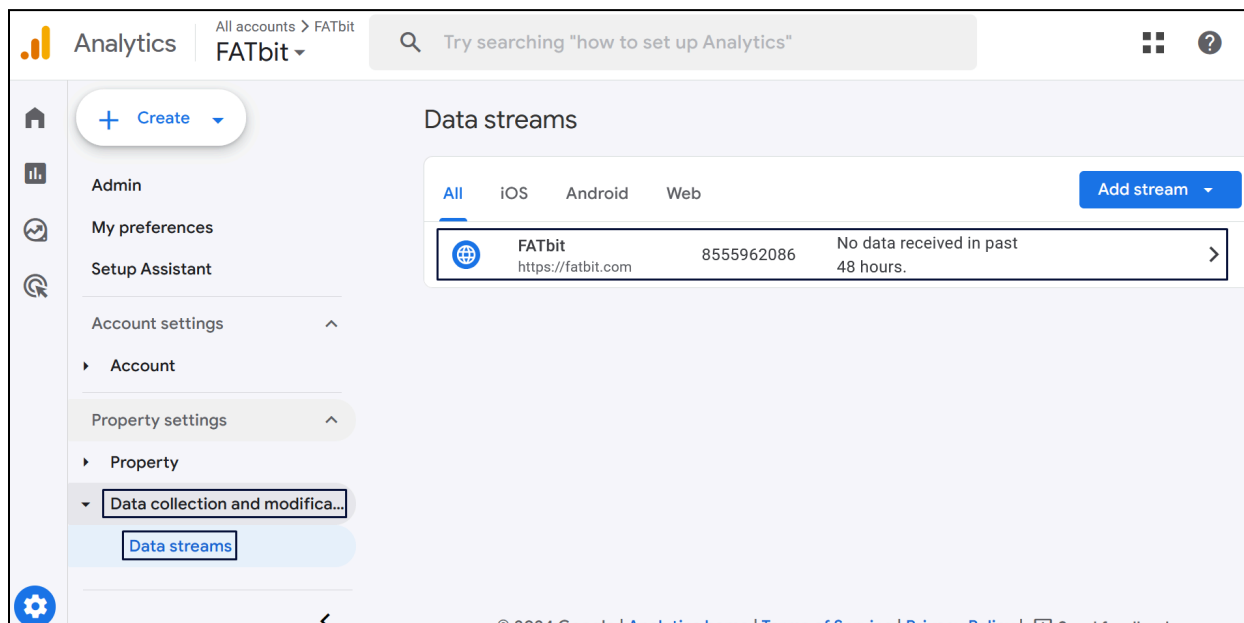 Analytics
All accounts > FATbit
FATbit
Try searching "how to set up Analytics"
Create
Admin
My preferences
Setup Assistant
Account settings
Account
Property settings
Property
Data collection and modifica...
Data streams
Data streams
All iOS Android Web
Add stream
FATbit
https://fatbit.com
8555962086
No data received in past
48 hours.